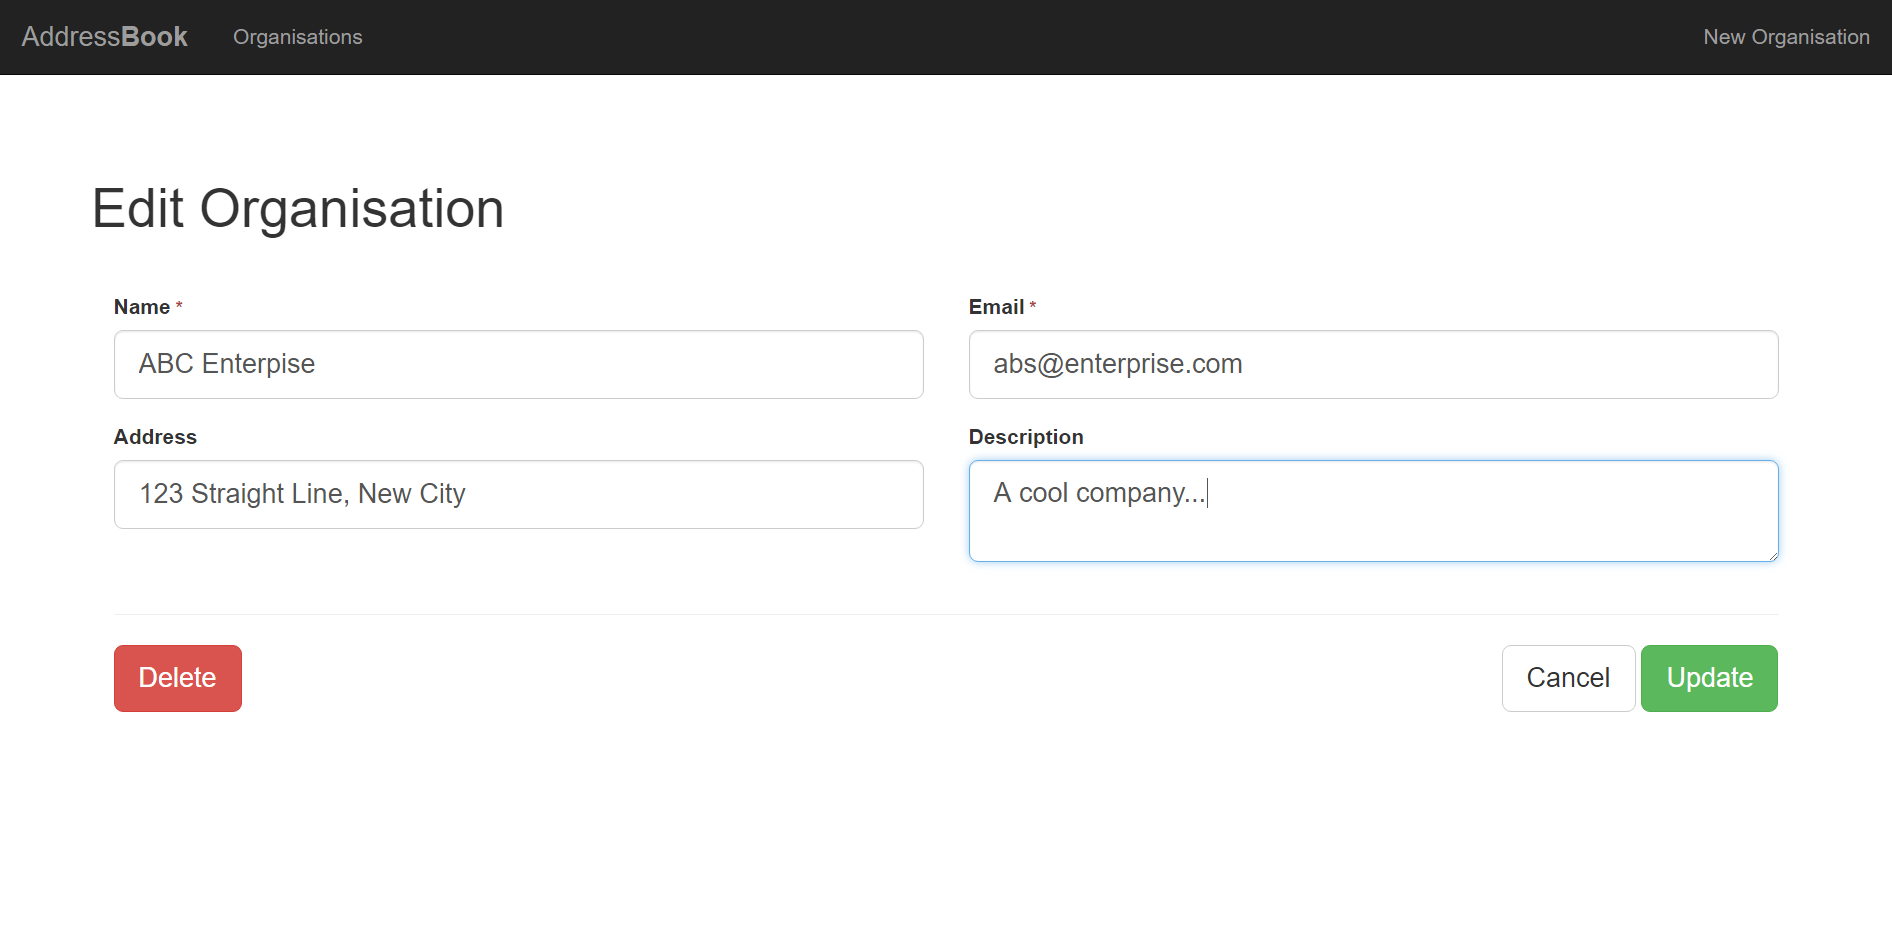 AddressBook Organisations New Organisation
Edit Organisation
Name * Email *
ABC Enterpise abs@enterprise.com
Address Description
123 Straight Line, New City A cool company...
Delete Cancel Update